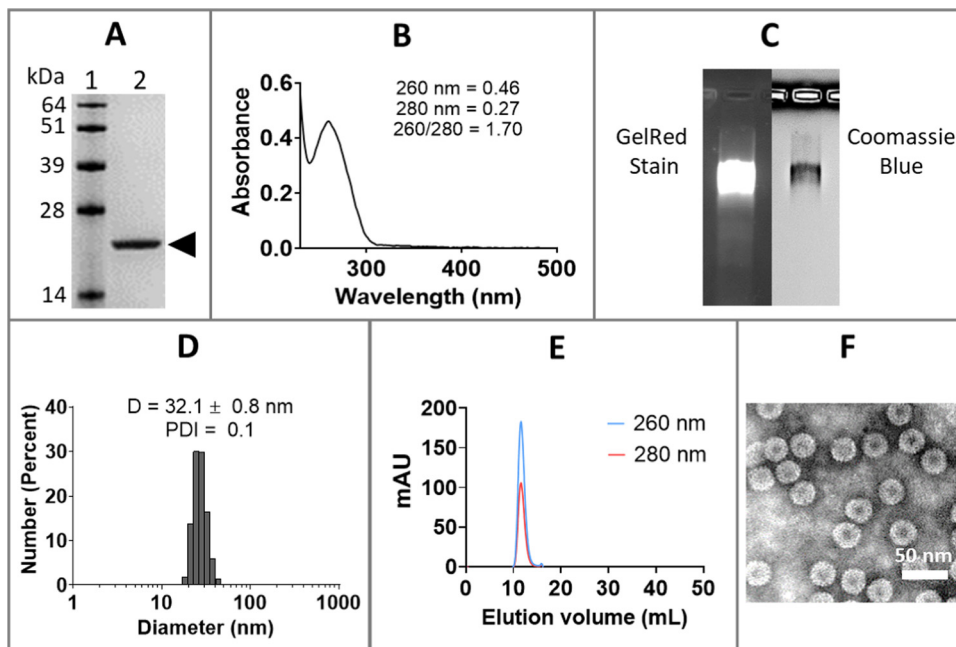 A
kDa 1 2
64
51
39
28
14
B
260 nm = 0.46
280 nm = 0.27
260/280 = 1.70
Absorbance
0.6
0.4
0.2
0.0
300 400 500
Wavelength (nm)
C
GelRed
Stain
Coomassie
Blue
D
D = 32.1 ± 0.8 nm
PDI = 0.1
Number (Percent)
40
30
20
10
0
1 10 100 1000
Diameter (nm)
E
260 nm
280 nm
mAU
200
150
100
50
0
0 10 20 30 40 50
Elution volume (mL)
F
50 nm